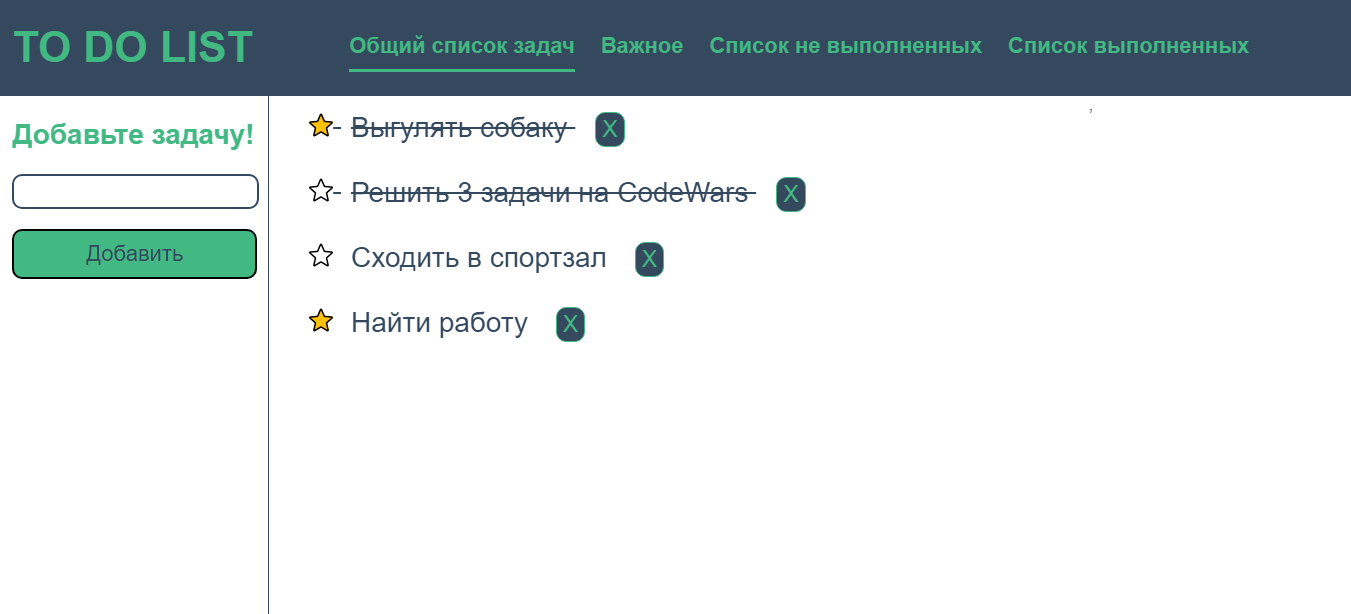 TO DO LIST
Общий список задач Важное Список не выполненных Список выполненных
Добавьте задачу!
Добавить
Выгулять собаку X
Решить 3 задачи на CodeWars X
Сходить в спортзал X
Найти работу X
,